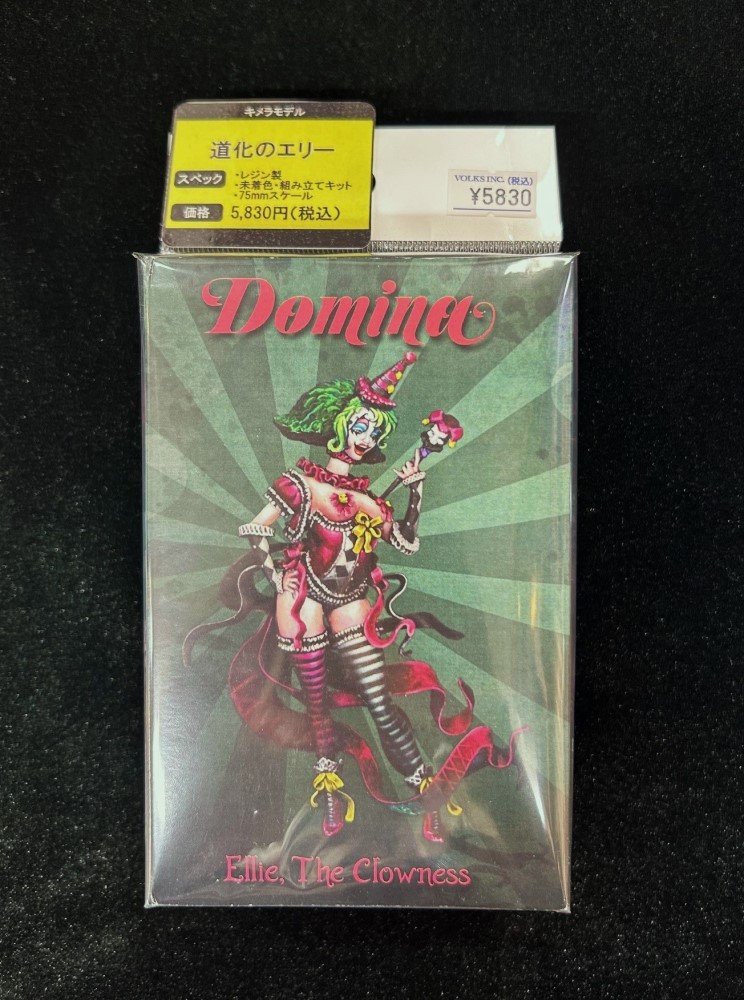 キメラモデル
道化のエリー
スペック
・レジン製
・未着色・組み立てキット
・75mmスケール
価格
5,830円(税込)
VOLKS INC. (税込)
¥5830
Domina
Ellie, The Clowness